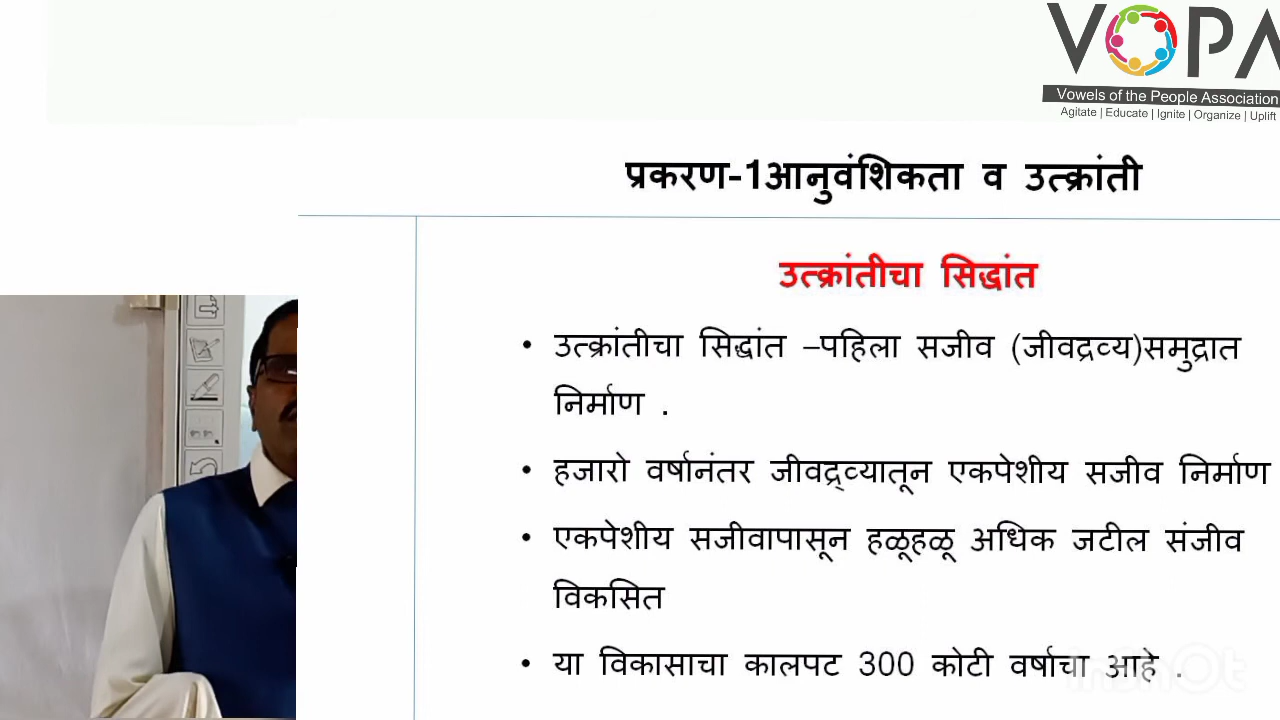 VOPA
Vowels of the People Association
Agitate | Educate | Ignite | Organize | Uplift
प्रकरण-1आनुवंशिकता व उत्क्रांती
उत्क्रांतीचा सिद्धांत
• उत्क्रांतीचा सिद्धांत –पहिला सजीव (जीवद्रव्य)समुद्रात
निर्माण .
• हजारो वर्षानंतर जीवद्र्व्यातून एकपेशीय सजीव निर्माण
• एकपेशीय सजीवापासून हळूहळू अधिक जटील संजीव
विकसित
• या विकासाचा कालपट 300 कोटी वर्षाचा आहे .
InShOt